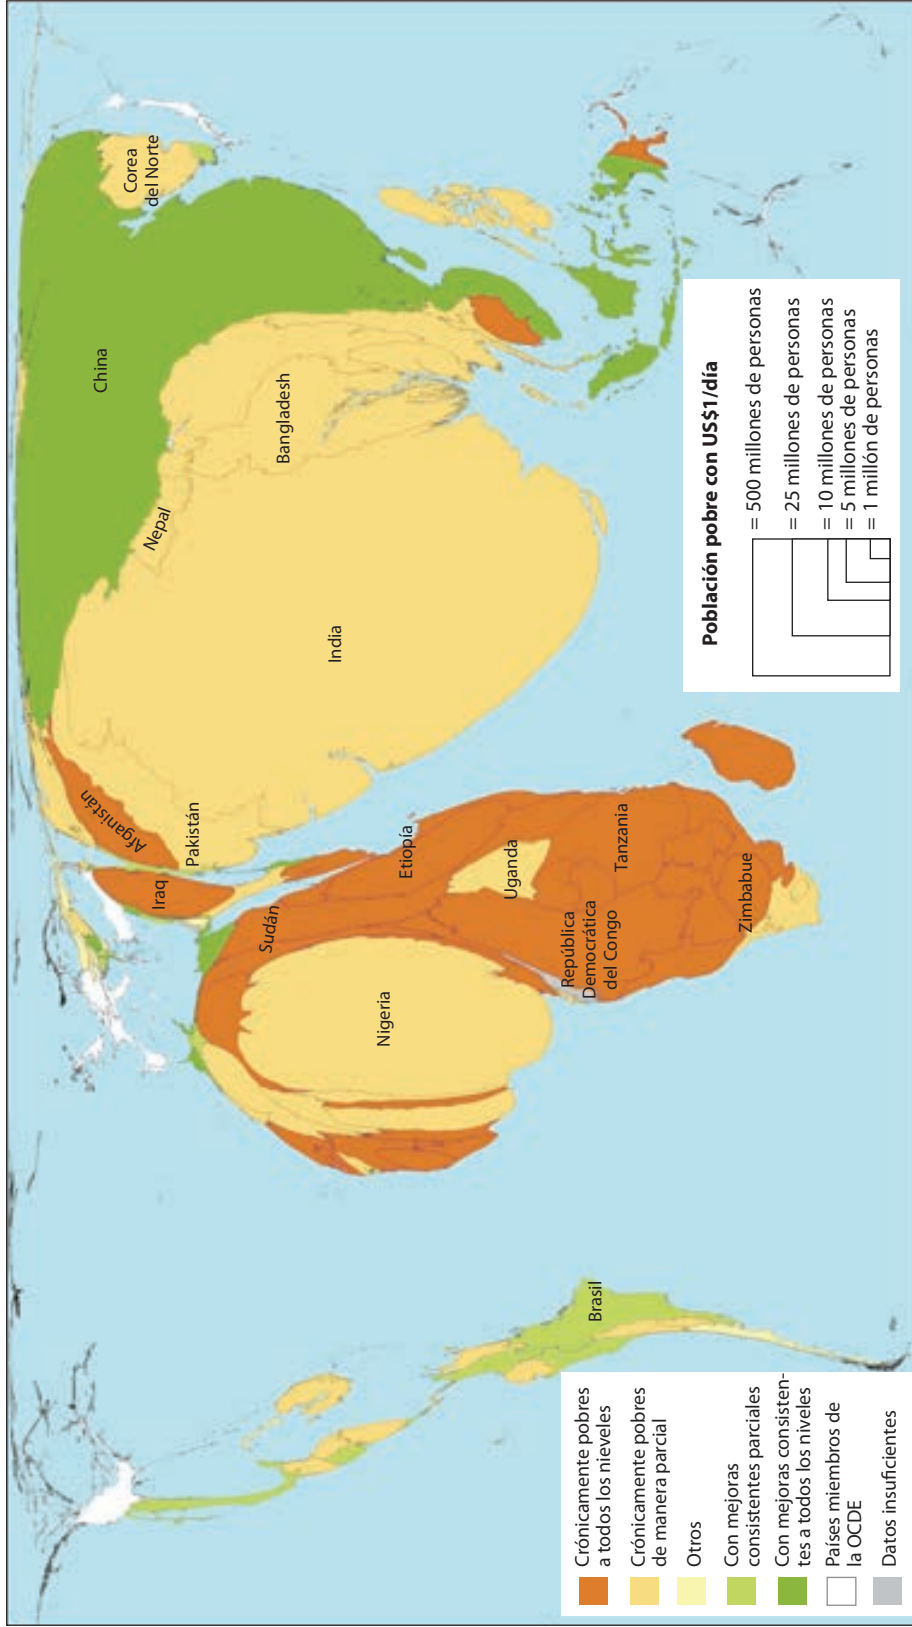 China
Corea
del Norte
Nepal
Bangladesh
India
Afganistán
Pakistán
Iraq
Sudán
Etiopía
Nigeria
Uganda
República
Democrática
del Congo
Tanzania
Zimbabue
Brasil
Crónicamente pobres
a todos los nieveles
Crónicamente pobres
de manera parcial
Otros
Con mejoras
consistentes parciales
Con mejoras consisten-
tes a todos los niveles
Países miembros de
la OCDE
Datos insuficientes
Población pobre con US$1/día
= 500 millones de personas
= 25 millones de personas
= 10 millones de personas
= 5 millones de personas
= 1 millón de personas